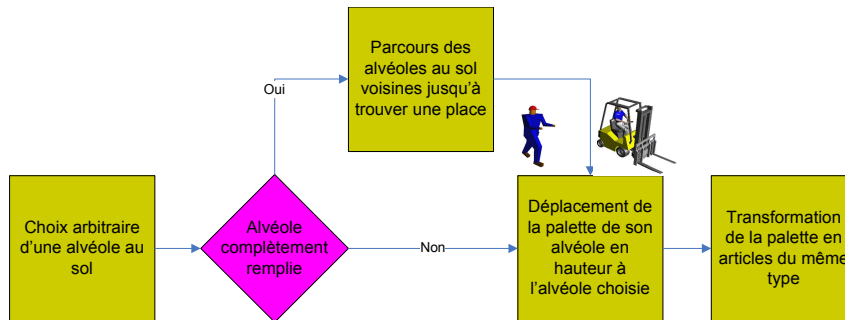 Parcours des
alvéoles au sol
voisines jusqu'à
trouver une place
Oui
Choix arbitraire
d'une alvéole au
sol
Alvéole
complètement
remplie
Non
Déplacement de
la palette de son
alvéole en
hauteur à
l'alvéole choisie
Transformation
de la palette en
articles du même
type